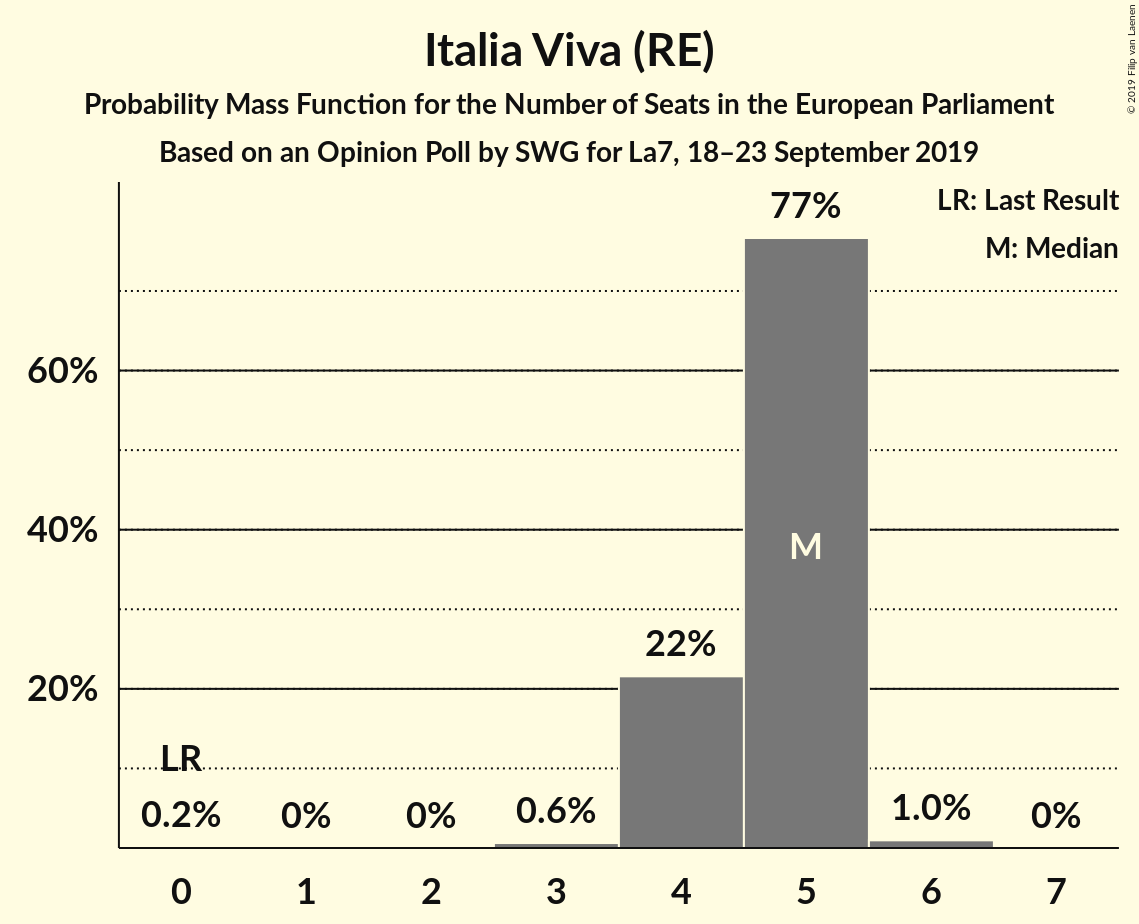 Italia Viva (RE)
Probability Mass Function for the Number of Seats in the European Parliament
Based on an Opinion Poll by SWG for La7, 18–23 September 2019
© 2019 Filip van Laenen
LR: Last Result
M: Median
77%
60%
40%
M
22%
20%
LR
0.2%
0%
0%
0.6%
1.0%
0%
0
1
2
3
4
5
6
7